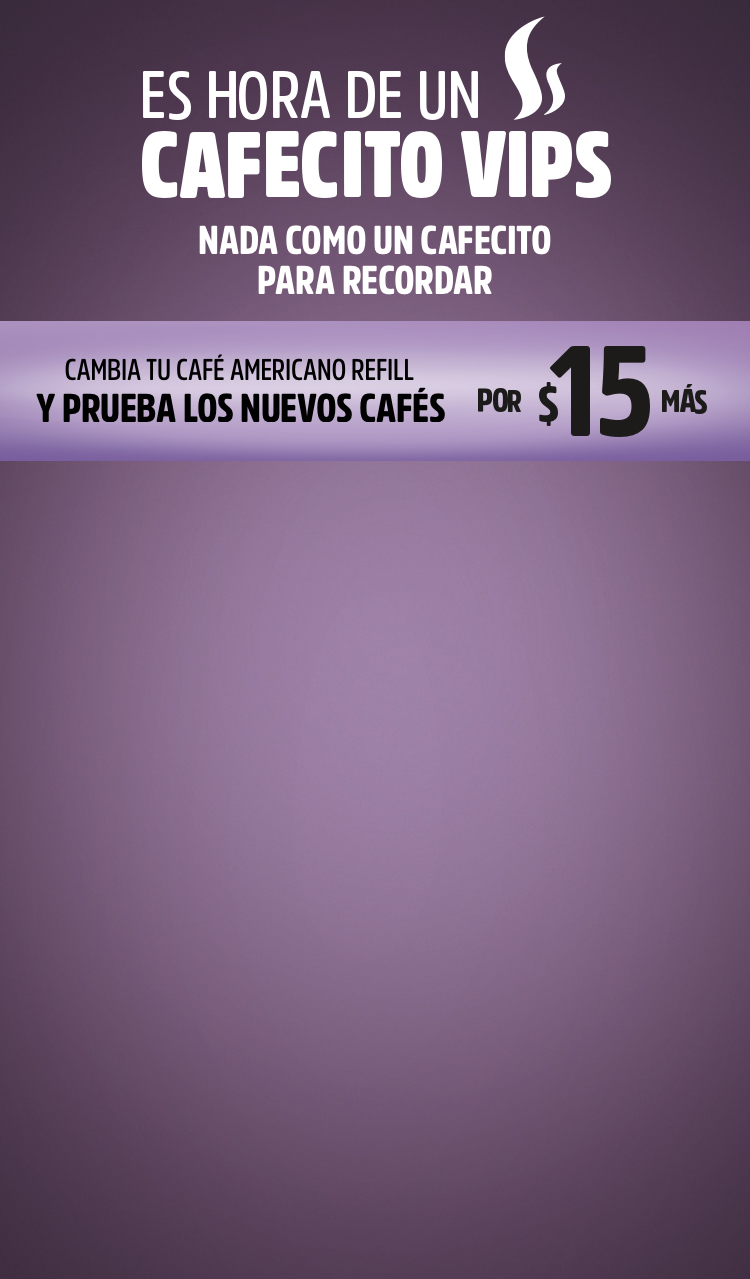 ES HORA DE UN
CAFECITO VIPS
NADA COMO UN CAFECITO
PARA RECORDAR
CAMBIA TU CAFÉ AMERICANO REFILL
Y PRUEBA LOS NUEVOS CAFÉS
POR $15 MÁS